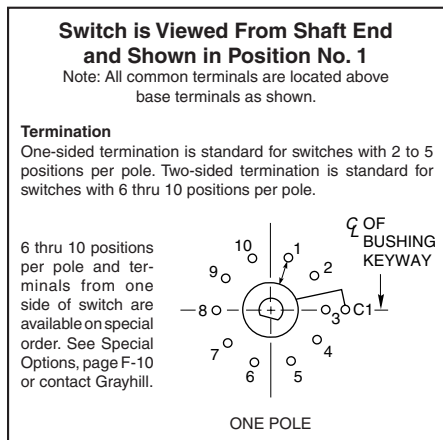 Switch is Viewed From Shaft End
and Shown in Position No. 1
Note: All common terminals are located above
base terminals as shown.
Termination
One-sided termination is standard for switches with 2 to 5
positions per pole. Two-sided termination is standard for
switches with 6 thru 10 positions per pole.
6 thru 10 positions
per pole and ter-
minals from one
side of switch are
available on special
order. See Special
Options, page F-10
or contact Grayhill.
℄ OF
BUSHING
KEYWAY
10
1
9
2
8
3
C1
7
4
6
5
ONE POLE